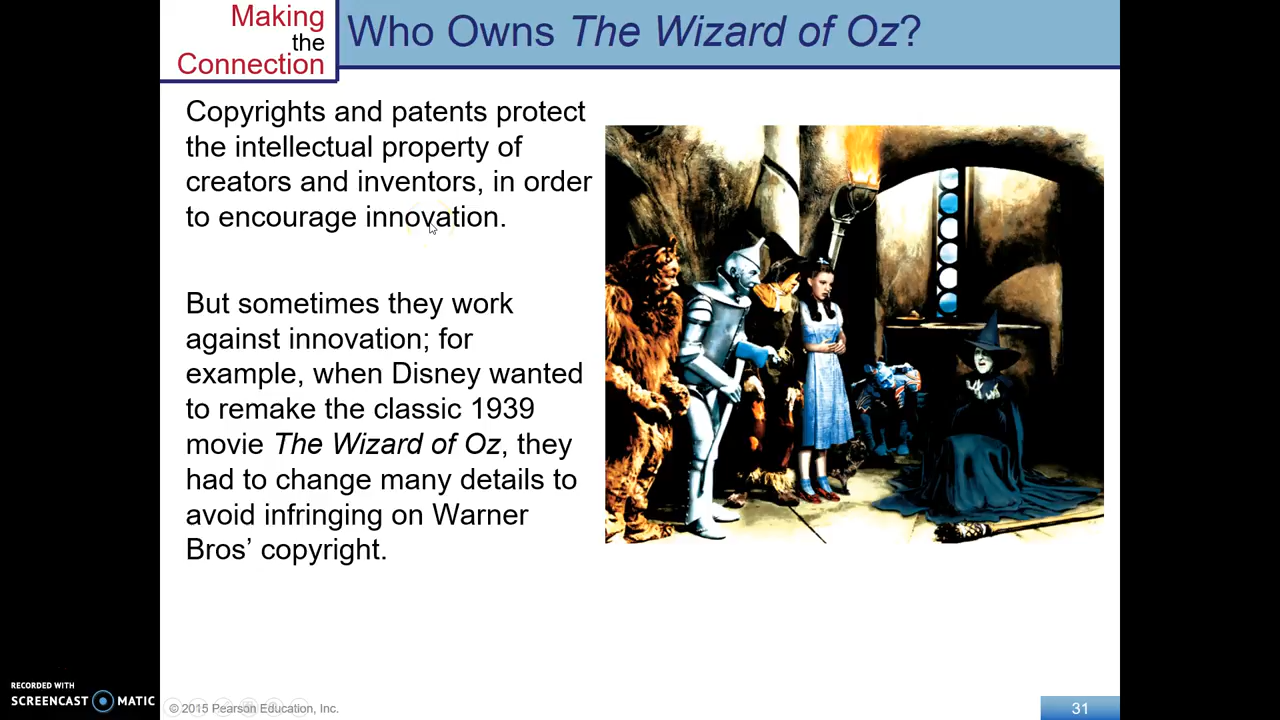 Making
the
Connection
Who Owns The Wizard of Oz?
Copyrights and patents protect
the intellectual property of
creators and inventors, in order
to encourage innovation.
But sometimes they work
against innovation; for
example, when Disney wanted
to remake the classic 1939
movie The Wizard of Oz, they
had to change many details to
avoid infringing on Warner
Bros’ copyright.
RECORDED WITH
SCREENCAST MATIC
© 2015 Pearson Education, Inc.
31